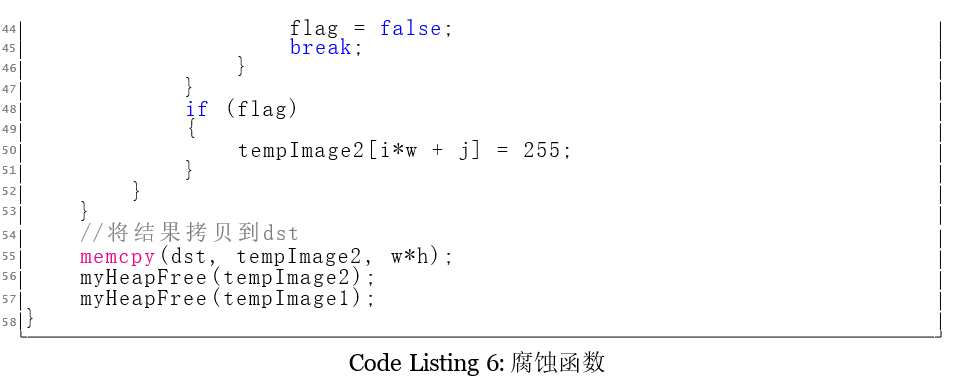 44 flag = false;
45 break;
46 }
47 }
48 if (flag)
49 {
50 tempImage2[i*w + j] = 255;
51 }
52 }
53 }
54 //将结果拷贝到dst
55 memcpy(dst, tempImage2, w*h);
56 myHeapFree(tempImage2);
57 myHeapFree(tempImage1);
58 }
Code Listing 6: 腐蚀函数